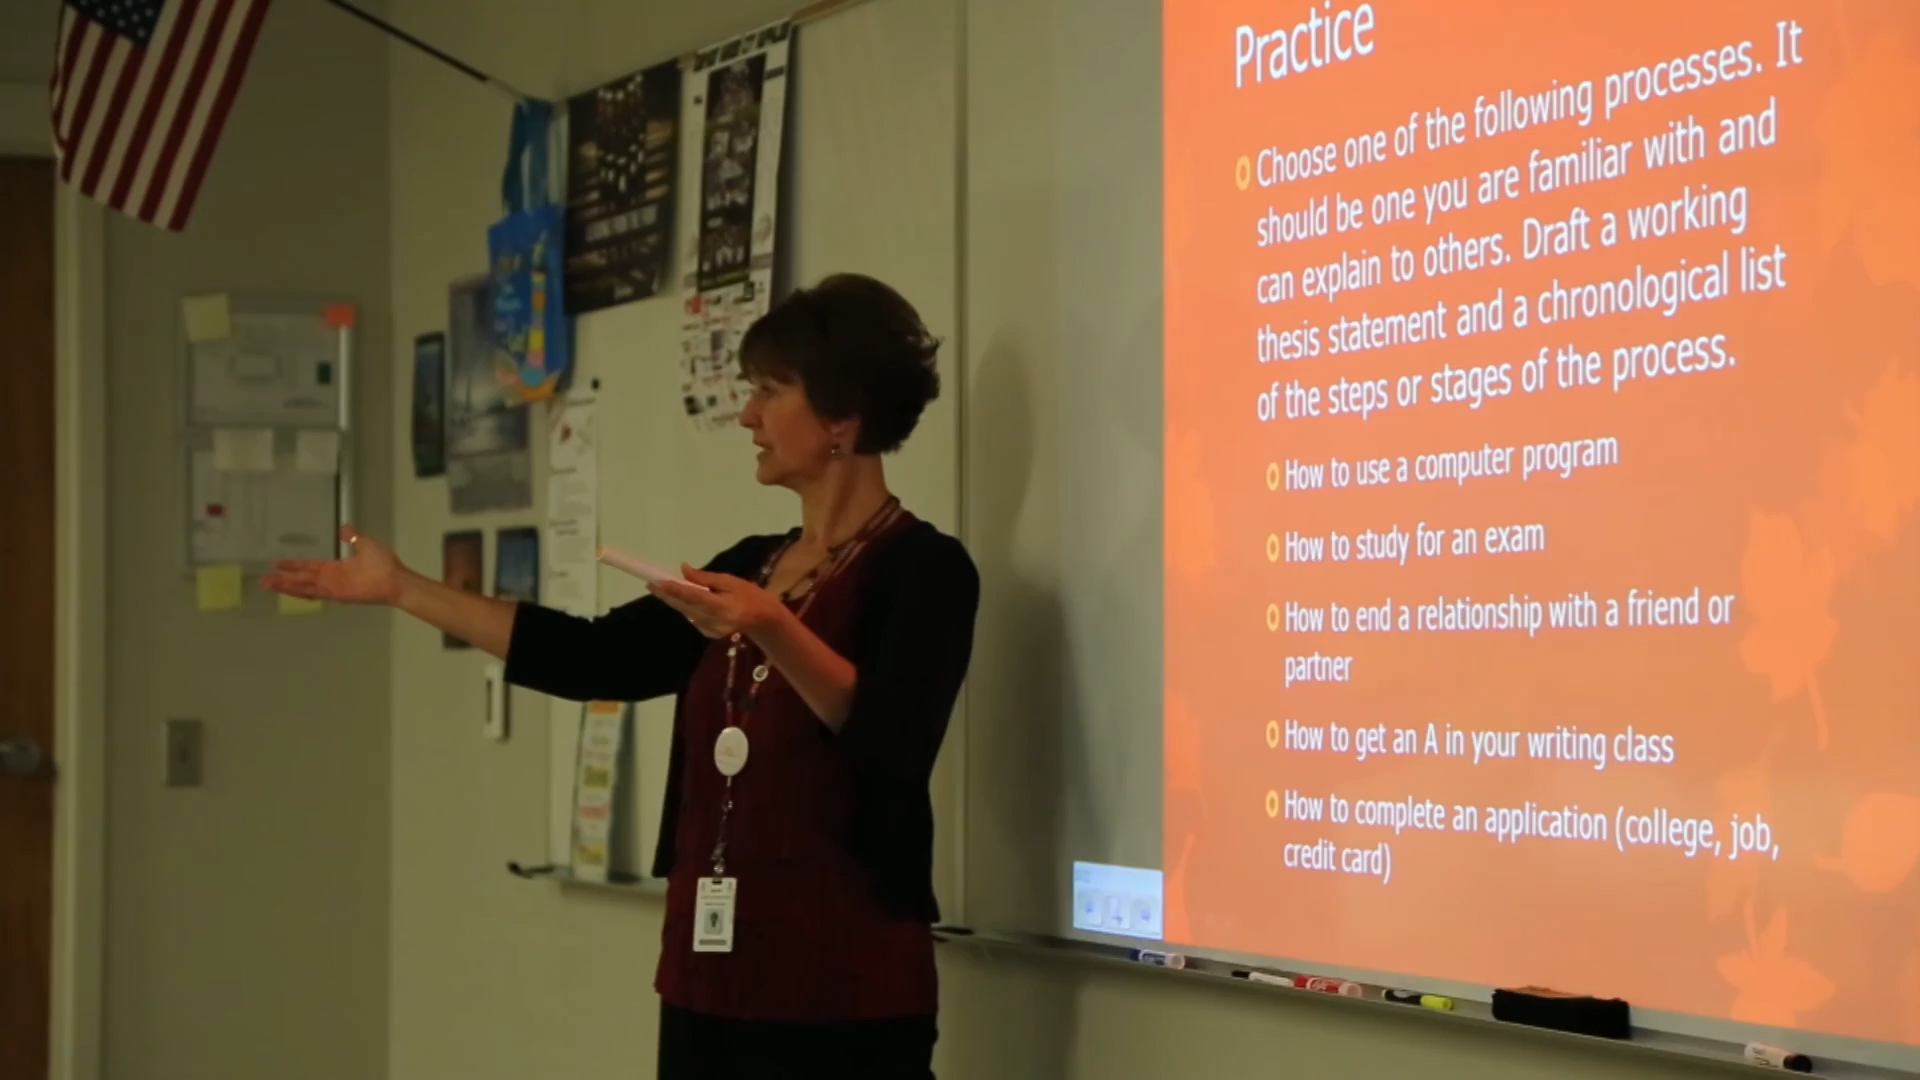 Practice
Choose one of the following processes. It
should be one you are familiar with and
can explain to others. Draft a working
thesis statement and a chronological list
of the steps or stages of the process.
How to use a computer program
How to study for an exam
How to end a relationship with a friend or
partner
How to get an A in your writing class
How to complete an application (college, job,
credit card)